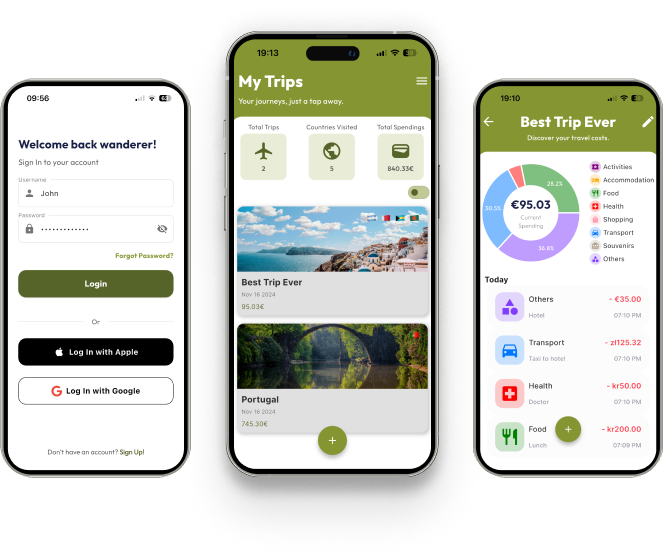 09:56
Welcome back wanderer!
Sign In to your account
Username
John
Password
•••••••••••••
Forgot Password?
Login
Or
Log In with Apple
Log In with Google
Don't have an account? Sign Up!
19:13
My Trips
Your journeys, just a tap away.
Total Trips
2
Countries Visited
5
Total Spendings
840.33€
Best Trip Ever
Nov 16 2024
95.03€
Portugal
Nov 16 2024
745.30€
+
19:10
Best Trip Ever
Discover your travel costs.
28.2%
30.5%
36.8%
€95.03
Current
Spending
Activities
Accommodation
Food
Health
Shopping
Transport
Souvenirs
Others
Today
Others - €35.00
Hotel 07:10 PM
Transport - zł125.32
Taxi to hotel 07:10 PM
Health - kr50.00
Doctor 07:10 PM
Food - kr200.00
Lunch 07:09 PM
+